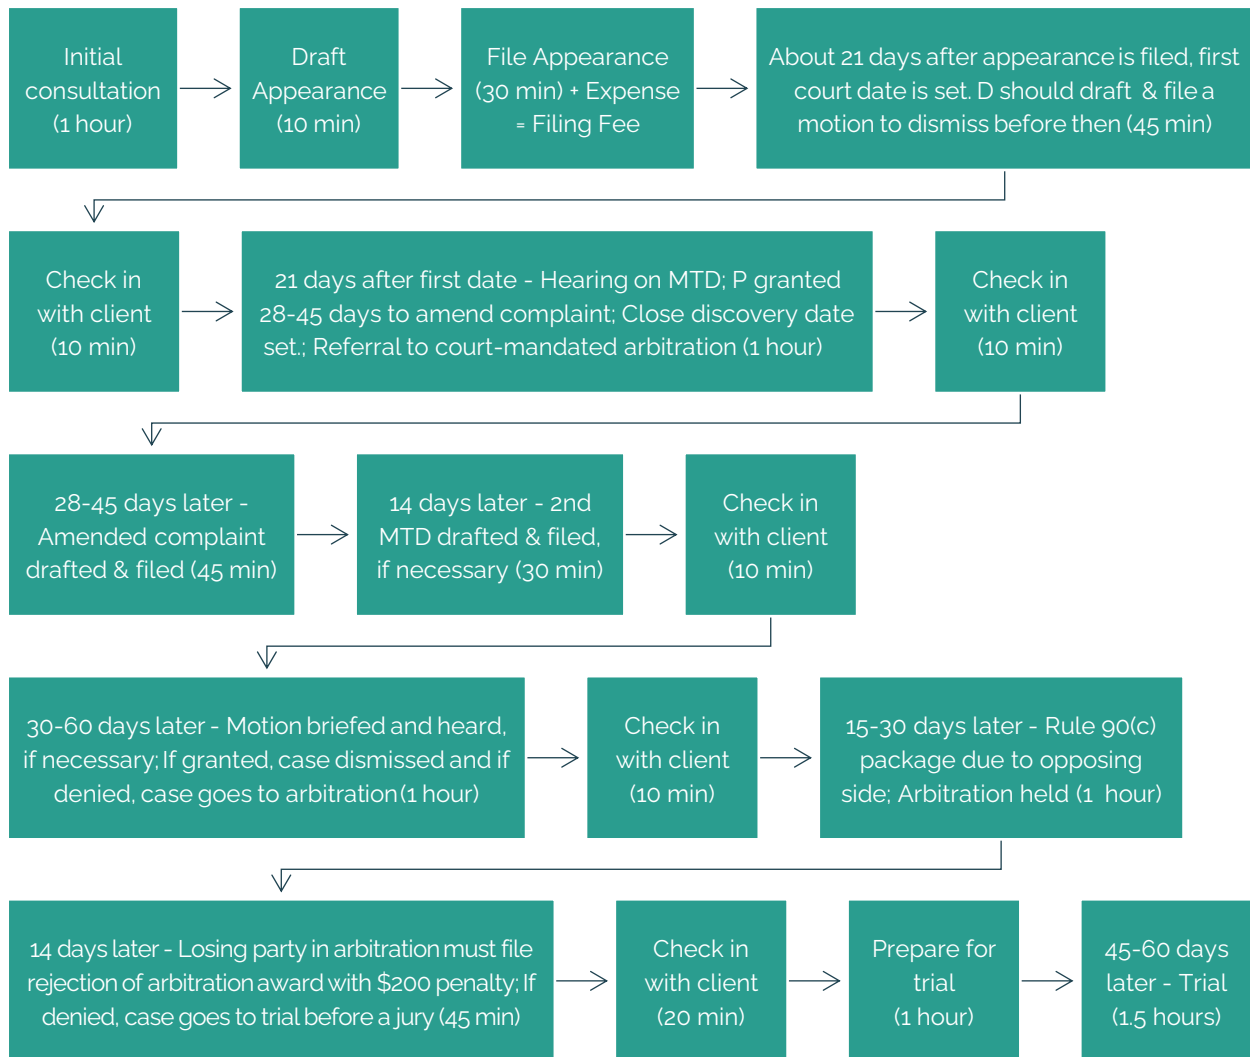 Initial
consultation
(1 hour)
Draft
Appearance
(10 min)
File Appearance
(30 min) + Expense
= Filing Fee
About 21 days after appearance is filed, first
court date is set. D should draft & file a
motion to dismiss before then (45 min)
Check in
with client
(10 min)
21 days after first date - Hearing on MTD; P granted
28-45 days to amend complaint; Close discovery date
set.; Referral to court-mandated arbitration (1 hour)
Check in
with client
(10 min)
28-45 days later -
Amended complaint
drafted & filed (45 min)
14 days later - 2nd
MTD drafted & filed,
if necessary (30 min)
Check in
with client
(10 min)
30-60 days later - Motion briefed and heard,
if necessary; If granted, case dismissed and if
denied, case goes to arbitration (1 hour)
Check in
with client
(10 min)
15-30 days later - Rule 90(c)
package due to opposing
side; Arbitration held (1 hour)
14 days later - Losing party in arbitration must file
rejection of arbitration award with $200 penalty; If
denied, case goes to trial before a jury (45 min)
Check in
with client
(20 min)
Prepare for
trial
(1 hour)
45-60 days
later - Trial
(1.5 hours)